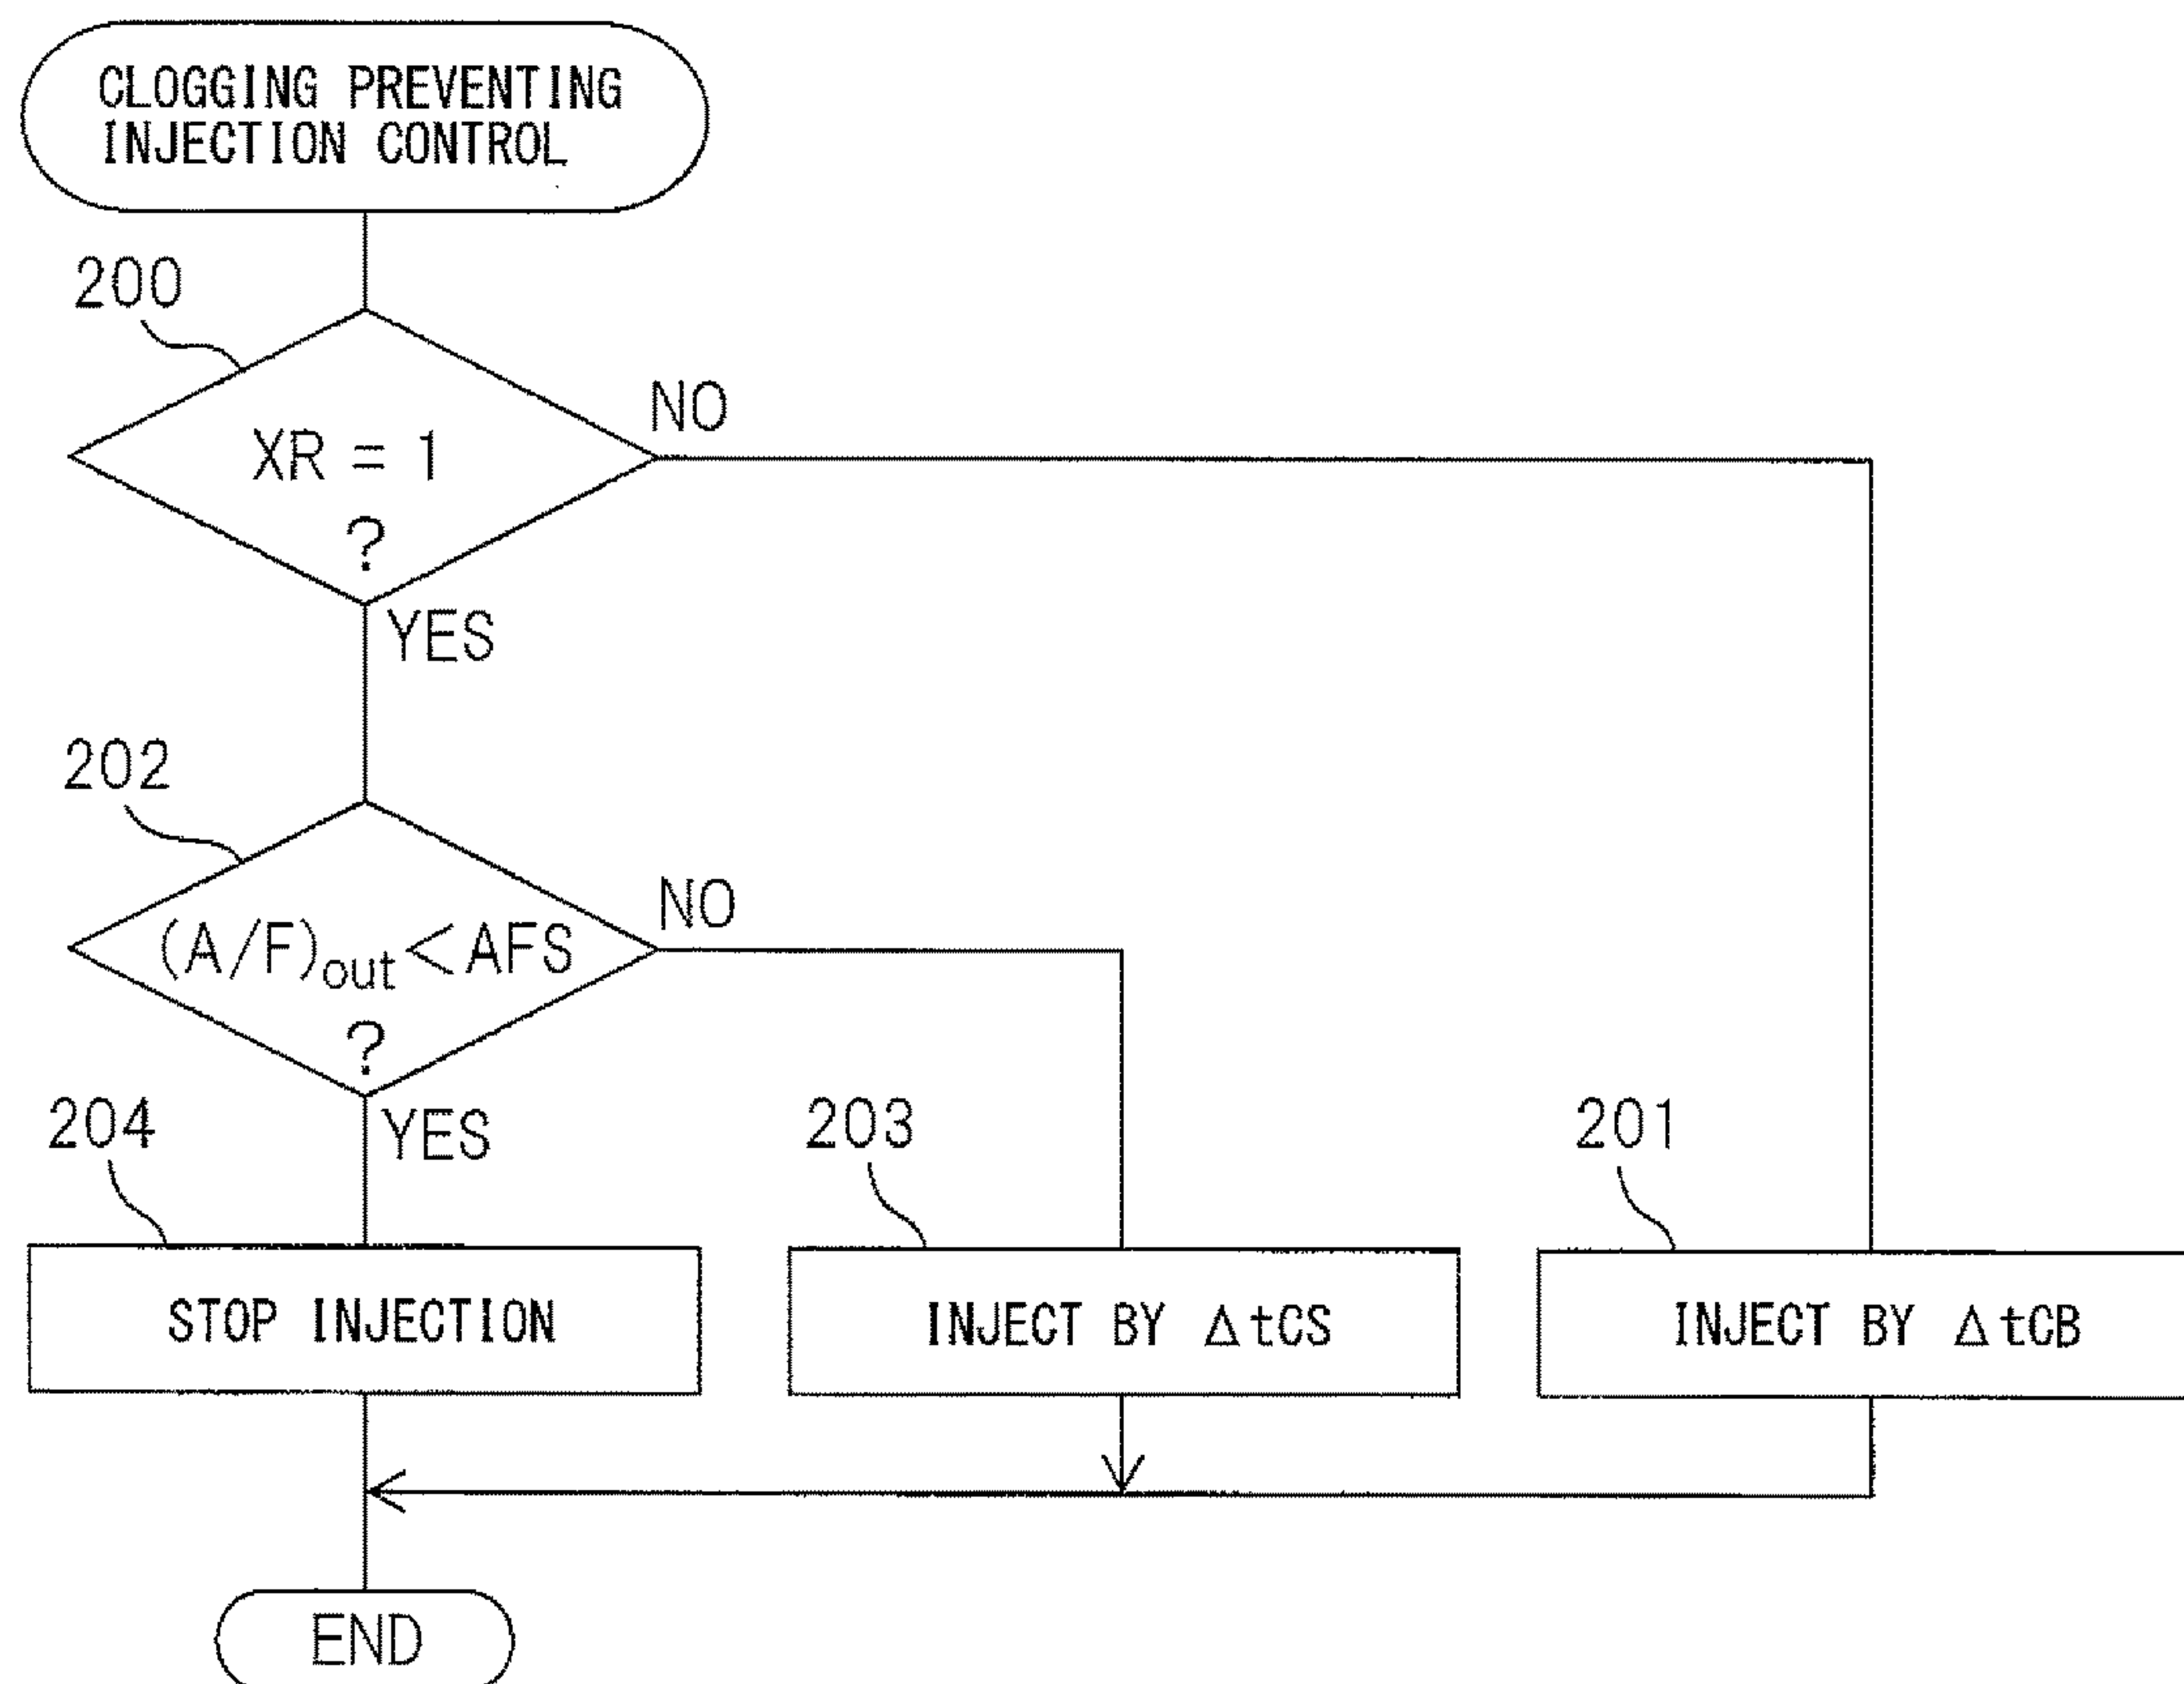 CLOGGING PREVENTING
INJECTION CONTROL
200
XR = 1
?
NO
YES
202
(A/F)out<AFS
?
NO
YES
204
203
201
STOP INJECTION
INJECT BY ΔtCS
INJECT BY ΔtCB
END